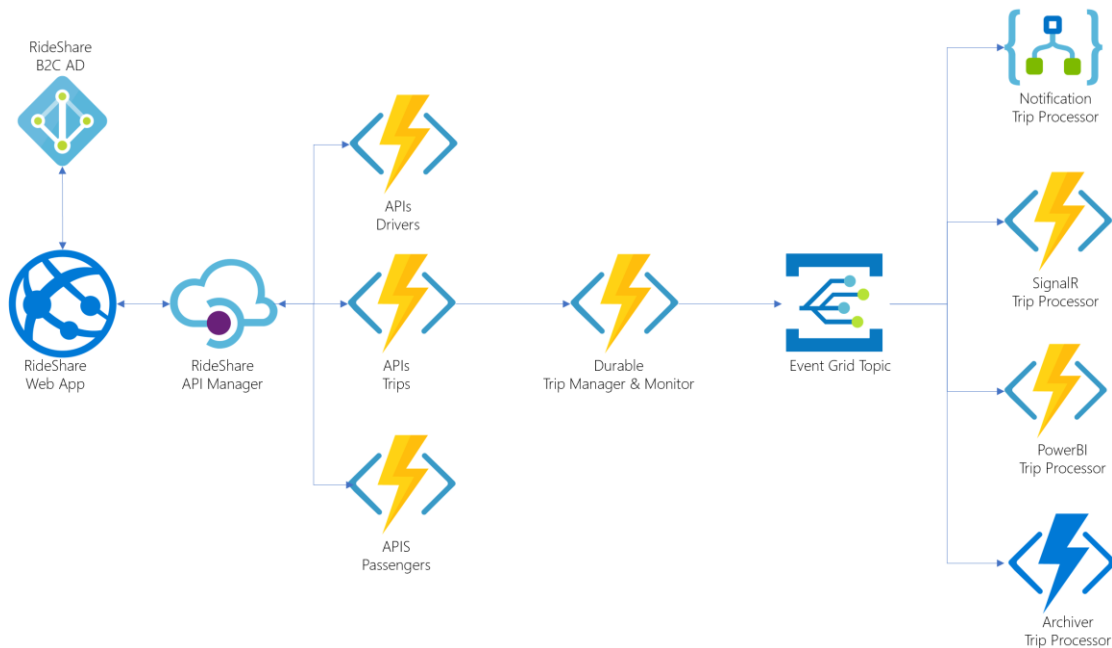 RideShare
B2C AD
RideShare
Web App
RideShare
API Manager
APIs
Drivers
APIs
Trips
APIS
Passengers
Durable
Trip Manager & Monitor
Event Grid Topic
Notification
Trip Processor
SignalR
Trip Processor
PowerBI
Trip Processor
Archiver
Trip Processor